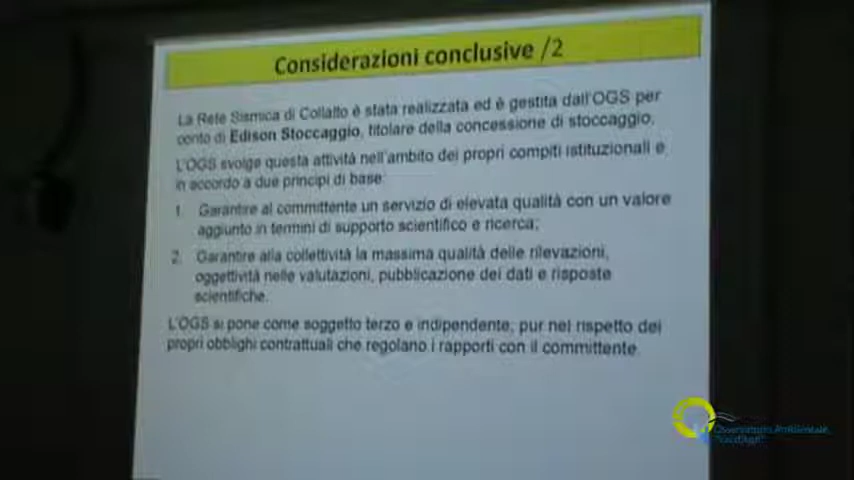 Considerazioni conclusive /2
La Rete Sismica di Collalto è stata realizzata ed è gestita dall'OGS per
conto di Edison Stoccaggio, titolare della concessione di stoccaggio.
L'OGS svolge questa attività nell'ambito dei propri compiti istituzionali e
in accordo a due principi di base:
1. Garantire al committente un servizio di elevata qualità con un valore
aggiunto in termini di supporto scientifico e ricerca;
2. Garantire alla collettività la massima qualità delle rilevazioni,
oggettività nelle valutazioni, pubblicazione dei dati e risposte
scientifiche.
L'OGS si pone come soggetto terzo e indipendente, pur nel rispetto dei
propri obblighi contrattuali che regolano i rapporti con il committente.
Osservatorio Ambientale
"Val d'Agri"